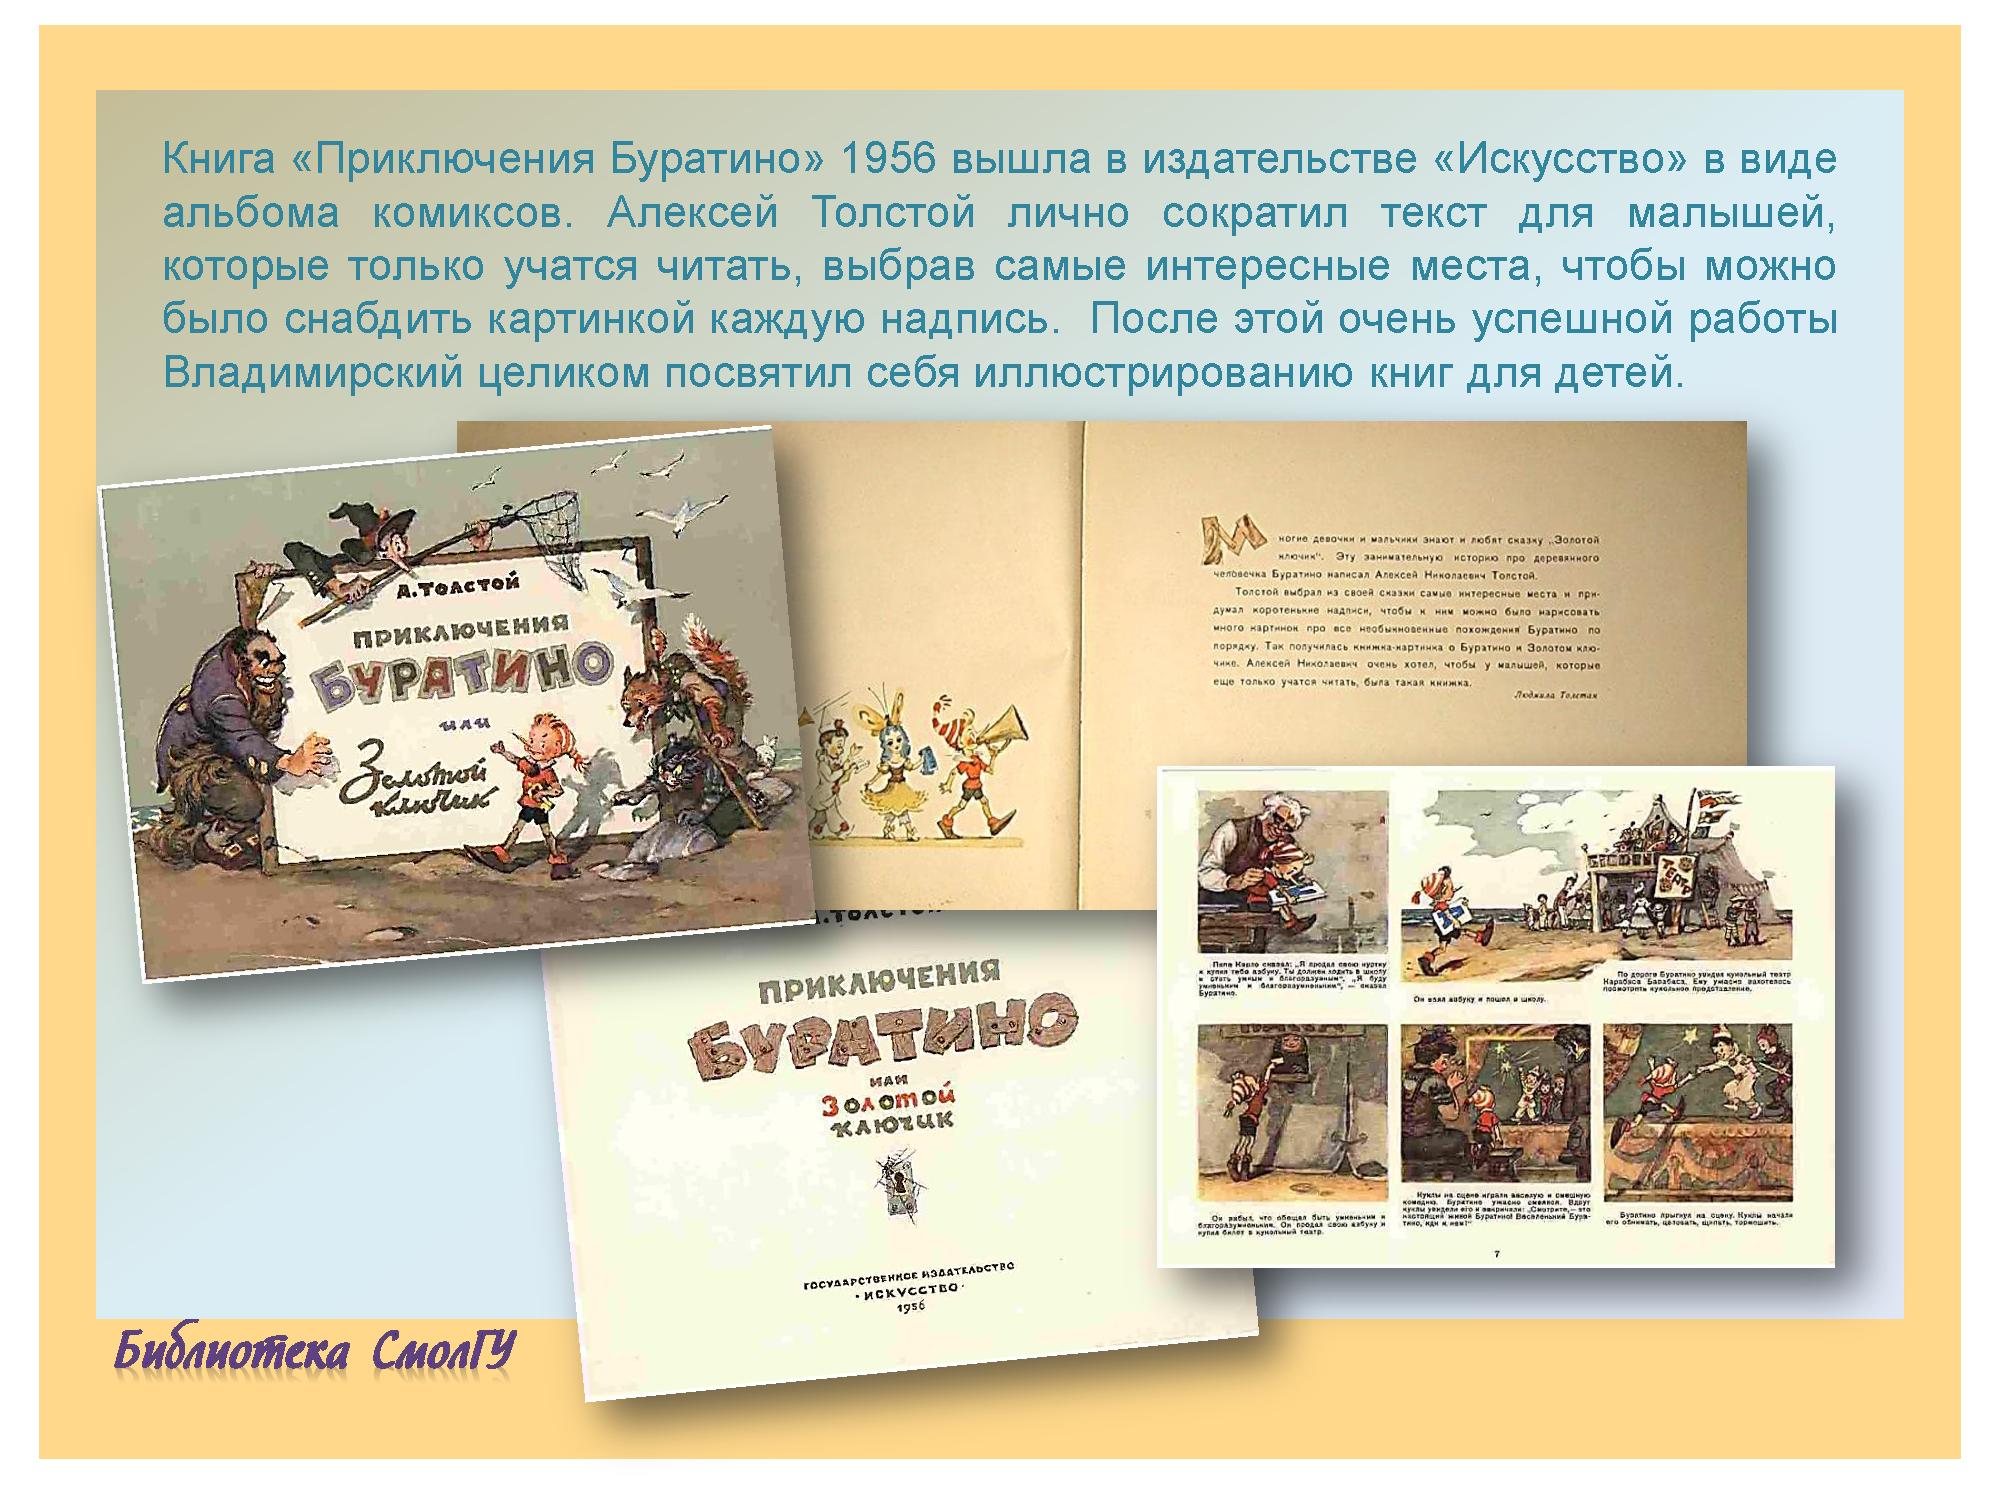 Книга «Приключения Буратино» 1956 вышла в издательстве «Искусство» в виде
альбома комиксов. Алексей Толстой лично сократил текст для малышей,
которые только учатся читать, выбрав самые интересные места, чтобы можно
было снабдить картинкой каждую надпись. После этой очень успешной работы
Владимирский целиком посвятил себя иллюстрированию книг для детей.
А.ТОЛСТОЙ
ПРИКЛЮЧЕНИЯ
БУРАТИНО
или
Золотой
ключик
Многие девочки и мальчики знают и любят сказку „Золотой
ключик“. Эту занимательную историю про деревянного
человечка Буратино написал Алексей Николаевич Толстой.
Толстой выбрал из своей сказки самые интересные места и при-
думал коротенькие надписи, чтобы к ним можно было нарисовать
много картинок про все необыкновенные похождения Буратино по
порядку. Так получилась книжка-картинка о Буратино и Золотом клю-
чике. Алексей Николаевич очень хотел, чтобы у малышей, которые
еще только учатся читать, была такая книжка.
Людмила Толстая
А.ТОЛСТОЙ
ПРИКЛЮЧЕНИЯ
БУРАТИНО
ИЛИ
ЗОЛОТОЙ
КЛЮЧИК
ГОСУДАРСТВЕННОЕ ИЗДАТЕЛЬСТВО
·ИСКУССТВО·
1956
ТЕАТР
Папа Карло сказал: „Я продал свою куртку
и купил тебе азбуку. Ты должен ходить в школу
и стать умным и благоразумным“. „Я буду
умненьким и благоразумненьким“, — сказал
Буратино.
Он взял азбуку и пошел в школу.
По дороге Буратино увидел кукольный театр
Карабаса Барабаса. Ему ужасно захотелось
посмотреть кукольное представление.
Он забыл, что обещал быть умненьким и
благоразумненьким. Он продал свою азбуку и
купил билет в кукольный театр.
Куклы на сцене играли веселую и смешную
комедию. Буратино ужасно смеялся. Вдруг
куклы увидели его и закричали: „Смотрите,— это
настоящий живой Буратино! Веселенький Бура-
тино, иди к нам!“
Буратино прыгнул на сцену. Куклы начали
его обнимать, целовать, щипать, тормошить.
7
Библиотека СмолГУ